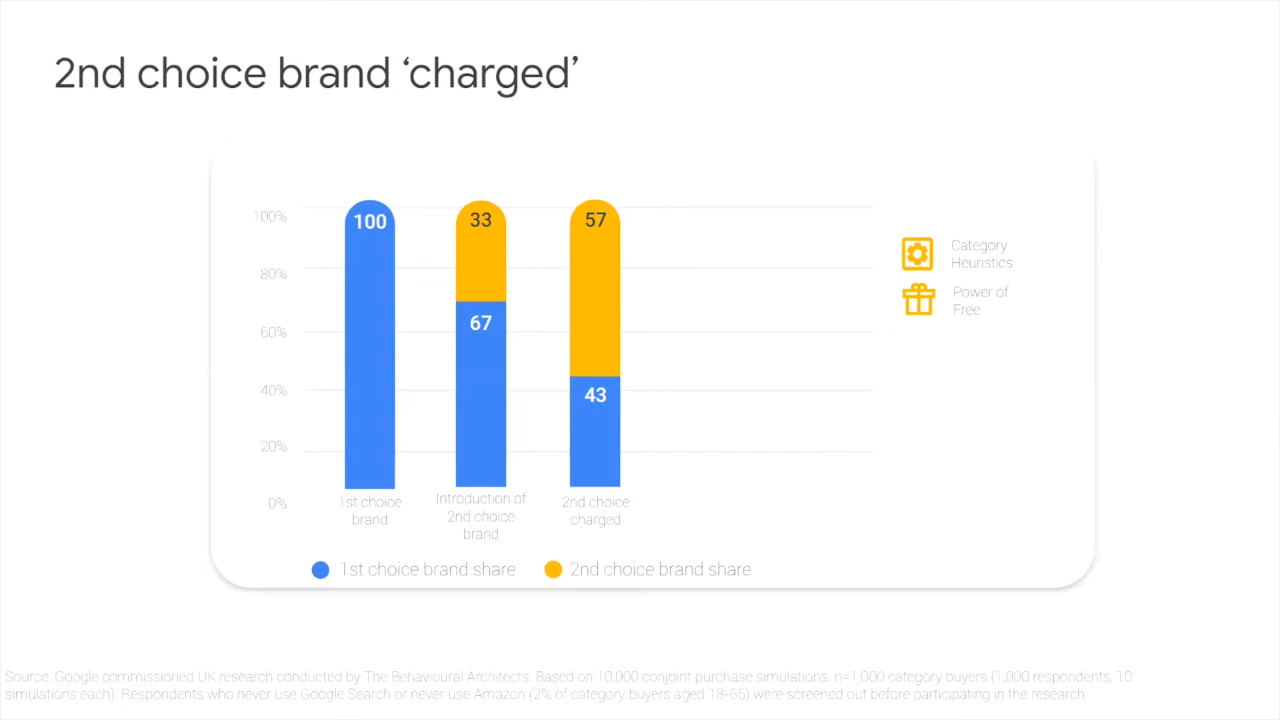 2nd choice brand ‘charged’
100%
80%
60%
40%
20%
0%
100
33
67
57
43
1st choice
brand
Introduction of
2nd choice
brand
2nd choice
charged
Category
Heuristics
Power of
Free
1st choice brand share
2nd choice brand share
Source: Google commissioned UK research conducted by The Behavioural Architects. Based on 10,000 conjoint purchase simulations. n=1,000 category buyers (1,000 respondents, 10
simulations each). Respondents who never use Google Search or never use Amazon (2% of category buyers aged 18-65) were screened out before participating in the research